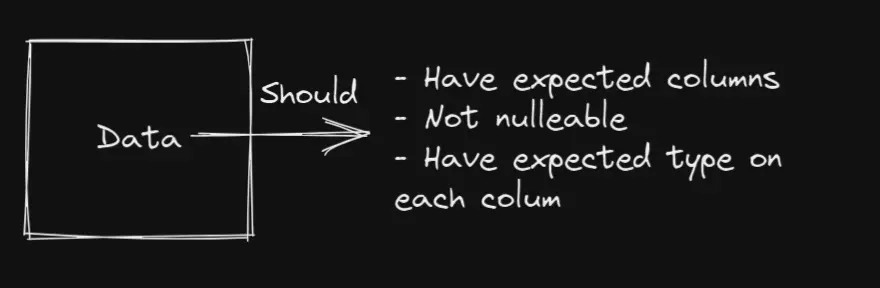 Should
Data
- Have expected columns
- Not nulleable
- Have expected type on
each colum